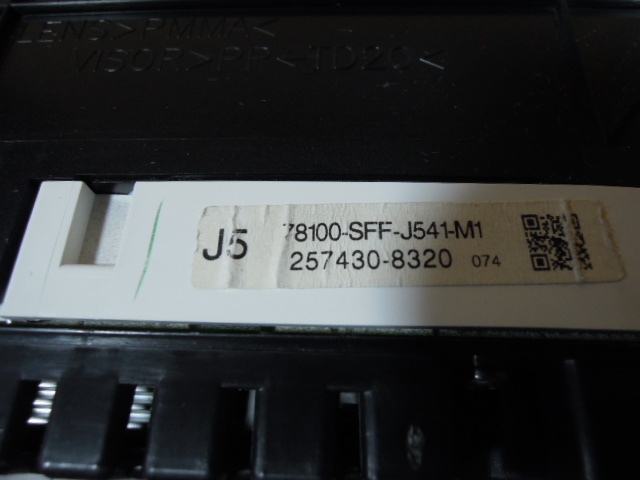 LENS>PMMA<
VISOR>PP-TD20<
J5 78100-SFF-J541-M1
257430-8320 074